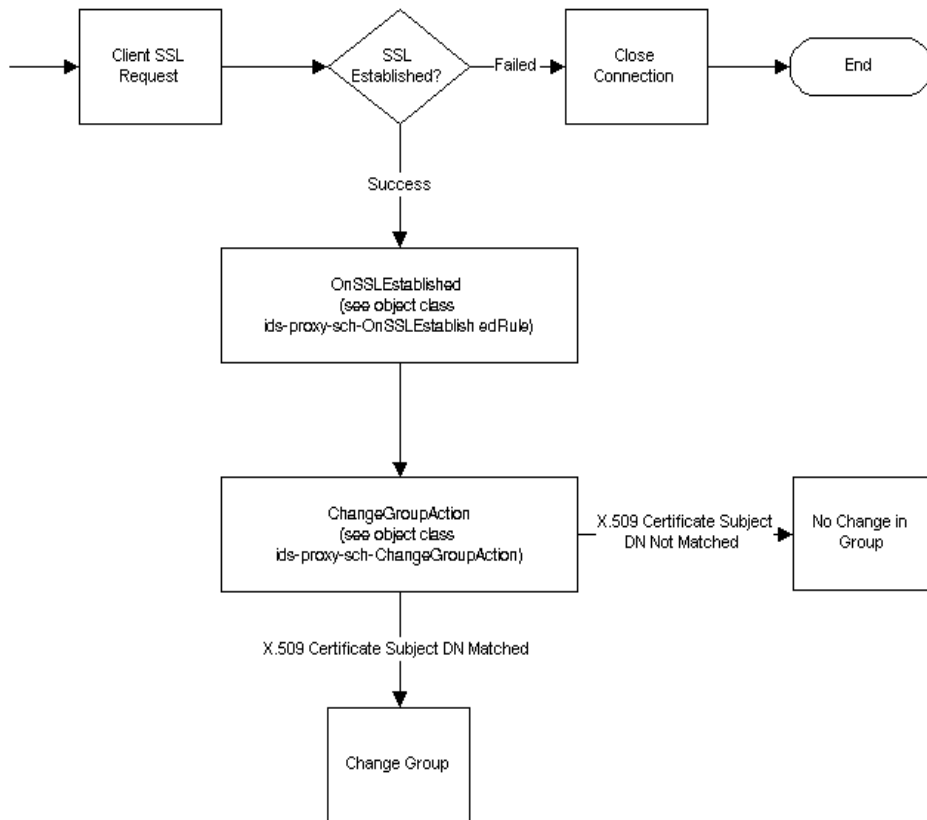 Client SSL
Request
SSL
Established?
Failed
Close
Connection
End
Success
OnSSLEstablished
(see object class
ids-proxy-sch-OnSSLEstablish edRule)
ChangeGroupAction
(see object class
ids-proxy-sch-ChangeGroupAction)
X.509 Certificate Subject
DN Not Matched
No Change in
Group
X.509 Certificate Subject DN Matched
Change Group